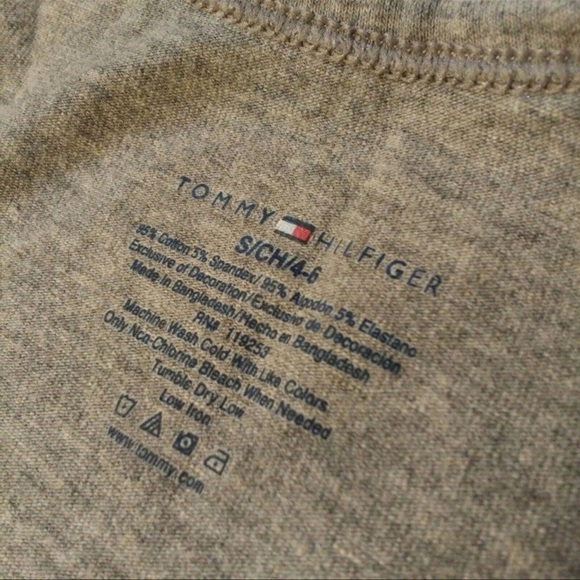 TOMMY HILFIGER
S/CH/4-6
95% Cotton 5% Spandex/ 95% Algodón 5% Elastano
Exclusive of Decoration/Exclusive de Decoración
Made in Bangladesh/Hecho al Bangladesh
RN# 119253
Machine Wash Cold With Like Colors
Only Non-Chlorine Bleach When Needed
Tumble Dry Low
Low Iron
www.tommy.com